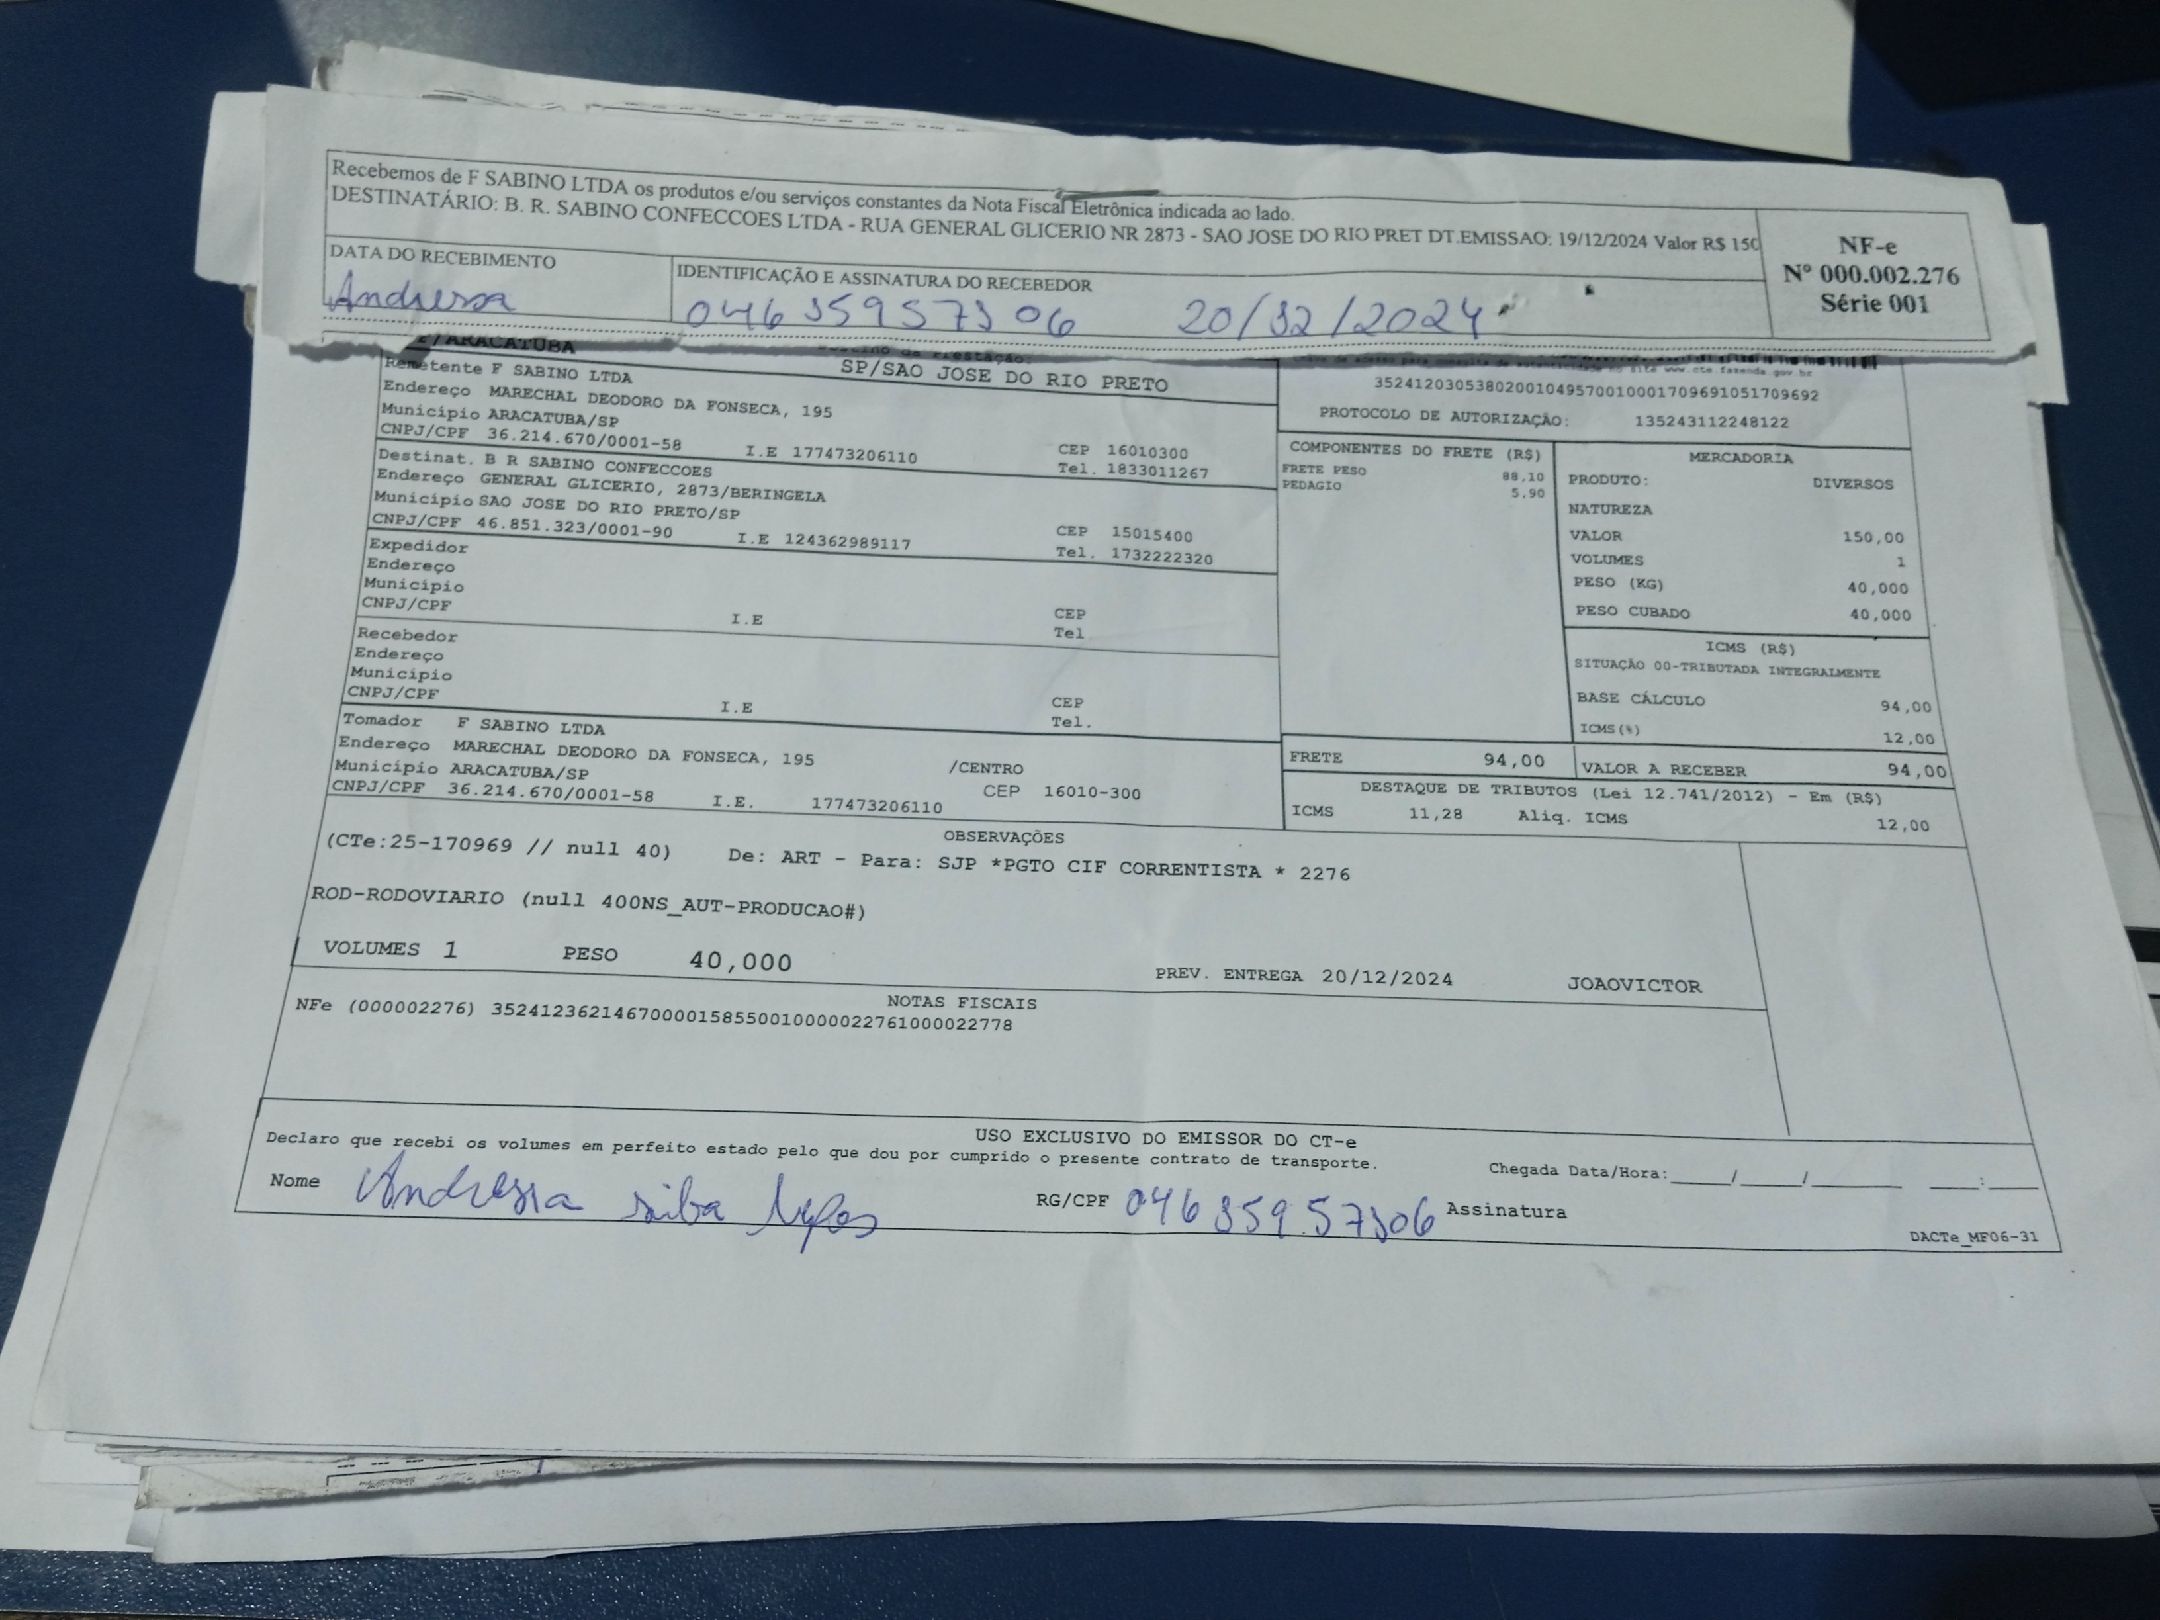 Recebemos de F SABINO LTDA os produtos e/ou serviços constantes da Nota Fiscal Eletrônica indicada ao lado.
DESTINATÁRIO: B. R. SABINO CONFECCOES LTDA - RUA GENERAL GLICERIO NR 2873 - SAO JOSE DO RIO PRET DT.EMISSAO: 19/12/2024 Valor R$ 150
NF-e
Nº 000.002.276
Série 001
DATA DO RECEBIMENTO
IDENTIFICAÇÃO E ASSINATURA DO RECEBEDOR
Andressa 04635957306 20/12/2024
P/ARACATUBA
SP/SAO JOSE DO RIO PRETO
Remetente F SABINO LTDA
Endereço MARECHAL DEODORO DA FONSECA, 195
Município ARACATUBA/SP
CNPJ/CPF 36.214.670/0001-58 I.E 177473206110 CEP 16010300
Tel. 1833011267
Destinat. B R SABINO CONFECCOES
Endereço GENERAL GLICERIO, 2873/BERINGELA
Município SAO JOSE DO RIO PRETO/SP
CNPJ/CPF 46.851.323/0001-90 I.E 124362989117 CEP 15015400
Tel. 1732222320
Expedidor
Endereço
Município
CNPJ/CPF I.E CEP
Tel
Recebedor
Endereço
Município
CNPJ/CPF I.E CEP
Tel.
Tomador F SABINO LTDA
Endereço MARECHAL DEODORO DA FONSECA, 195 /CENTRO
Município ARACATUBA/SP CEP 16010-300
CNPJ/CPF 36.214.670/0001-58 I.E. 177473206110
35241203053802001049570010001709691051709692
PROTOCOLO DE AUTORIZAÇÃO: 135243112248122
COMPONENTES DO FRETE (R$)
FRETE PESO 88,10
PEDAGIO 5,90
MERCADORIA
PRODUTO: DIVERSOS
NATUREZA
VALOR 150,00
VOLUMES 1
PESO (KG) 40,000
PESO CUBADO 40,000
ICMS (R$)
SITUAÇÃO 00-TRIBUTADA INTEGRALMENTE
BASE CÁLCULO 94,00
ICMS(%) 12,00
FRETE 94,00 VALOR A RECEBER 94,00
DESTAQUE DE TRIBUTOS (Lei 12.741/2012) - Em (R$)
ICMS 11,28 Aliq. ICMS 12,00
OBSERVAÇÕES
(CTe:25-170969 // null 40) De: ART - Para: SJP *PGTO CIF CORRENTISTA * 2276
ROD-RODOVIARIO (null 400NS_AUT-PRODUCAO#)
VOLUMES 1 PESO 40,000 PREV. ENTREGA 20/12/2024 JOAOVICTOR
NOTAS FISCAIS
NFe (000002276) 35241236214670000158550010000022761000022778
USO EXCLUSIVO DO EMISSOR DO CT-e
Declaro que recebi os volumes em perfeito estado pelo que dou por cumprido o presente contrato de transporte.
Chegada Data/Hora:_____/_____/_______ ____:____
Nome Andressa RG/CPF 04635957306 Assinatura
DACTe_MF06-31